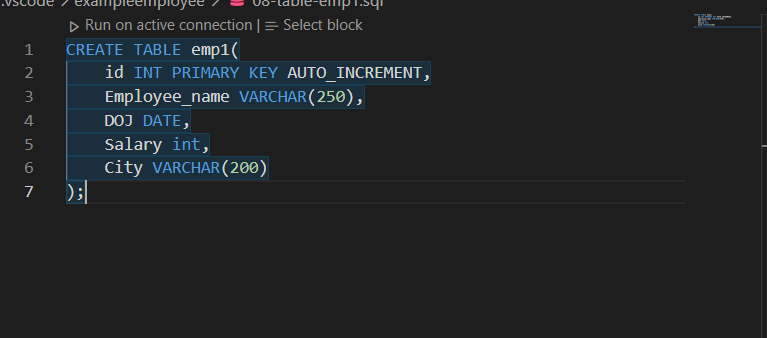 .vscode > exampleemployee > 08-table-emp1.sql
Run on active connection | Select block
1 CREATE TABLE emp1(
2 id INT PRIMARY KEY AUTO_INCREMENT,
3 Employee_name VARCHAR(250),
4 DOJ DATE,
5 Salary int,
6 City VARCHAR(200)
7 );